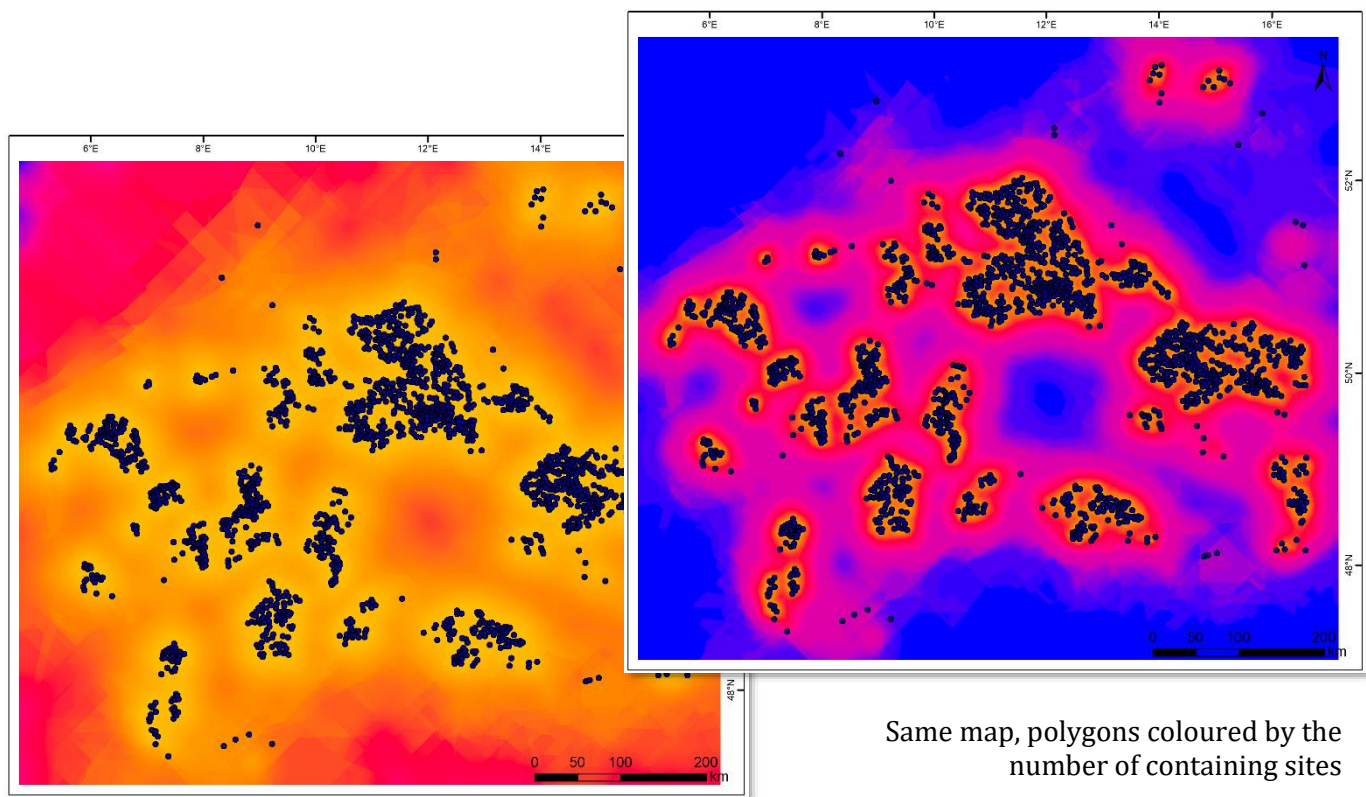 6°E 8°E 10°E 12°E 14°E 16°E
N
52°N
50°N
48°N
0 50 100 200
km
6°E 8°E 10°E 12°E 14°E
48°N
0 50 100 200
km
Same map, polygons coloured by the
number of containing sites